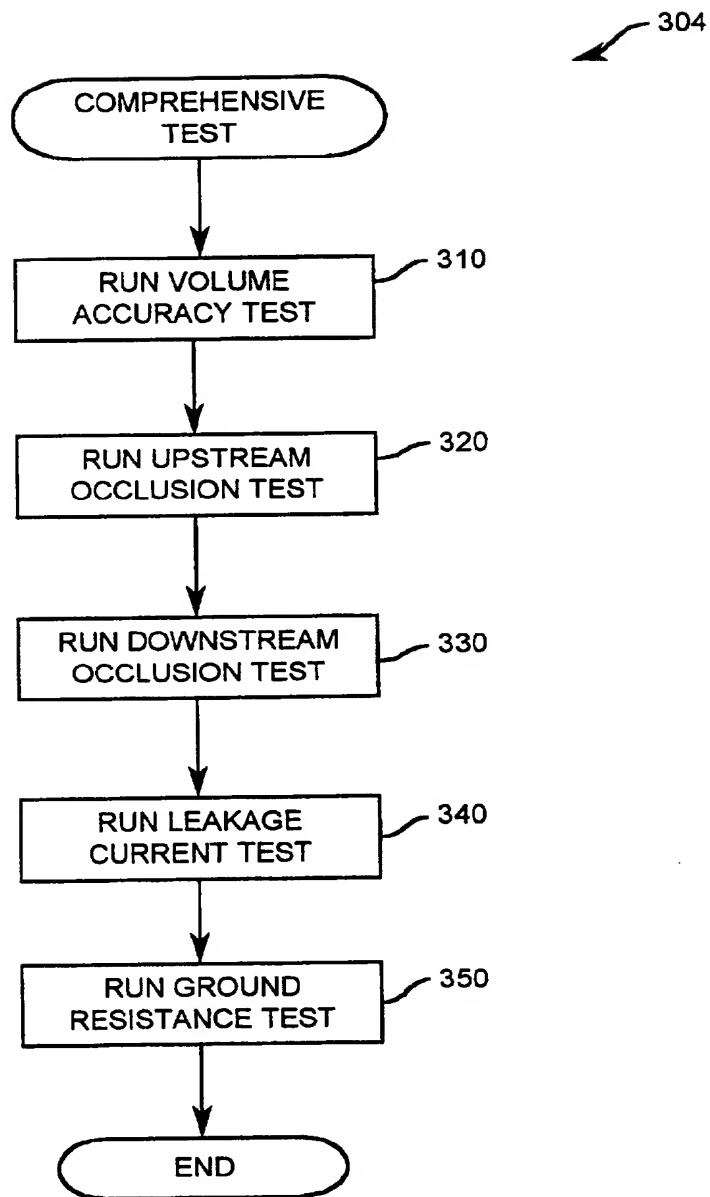 304
COMPREHENSIVE
TEST
310
RUN VOLUME
ACCURACY TEST
320
RUN UPSTREAM
OCCLUSION TEST
330
RUN DOWNSTREAM
OCCLUSION TEST
340
RUN LEAKAGE
CURRENT TEST
350
RUN GROUND
RESISTANCE TEST
END